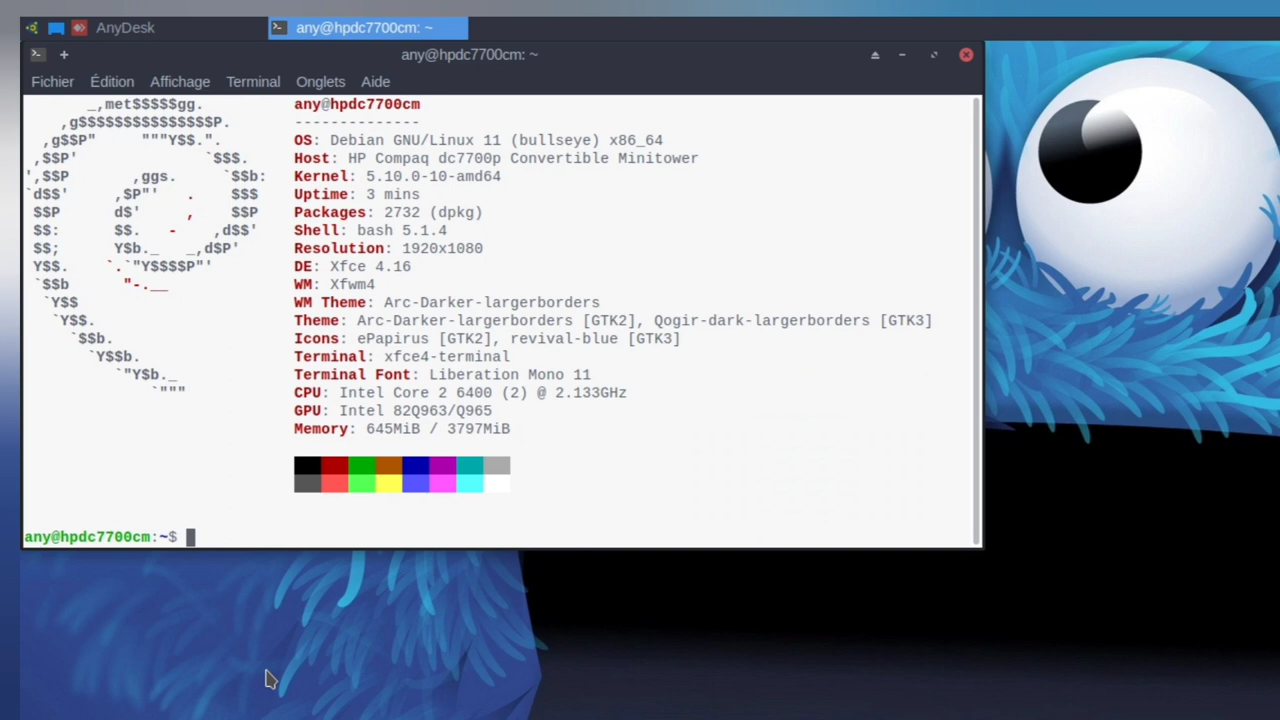 AnyDesk
any@hpdc7700cm: ~
any@hpdc7700cm: ~
Fichier Édition Affichage Terminal Onglets Aide
_,met$$$$$gg. any@hpdc7700cm
,g$$$$$$$$$$$$$$$P. --------------
,g$$P" """Y$$.". OS: Debian GNU/Linux 11 (bullseye) x86_64
,$$P' `$$$. Host: HP Compaq dc7700p Convertible Minitower
',$$P ,ggs. `$$b: Kernel: 5.10.0-10-amd64
`d$$' ,$P"' . $$$ Uptime: 3 mins
$$P d$' , $$P Packages: 2732 (dpkg)
$$: $$. - ,d$$' Shell: bash 5.1.4
$$; Y$b._ _,d$P' Resolution: 1920x1080
Y$$. `.`"Y$$$$P"' DE: Xfce 4.16
`$$b "-.__ WM: Xfwm4
`Y$$ WM Theme: Arc-Darker-largerborders
`Y$$. Theme: Arc-Darker-largerborders [GTK2], Qogir-dark-largerborders [GTK3]
`$$b. Icons: ePapirus [GTK2], revival-blue [GTK3]
`Y$$b. Terminal: xfce4-terminal
`"Y$b._ Terminal Font: Liberation Mono 11
`""" CPU: Intel Core 2 6400 (2) @ 2.133GHz
GPU: Intel 82Q963/Q965
Memory: 645MiB / 3797MiB
any@hpdc7700cm:~$